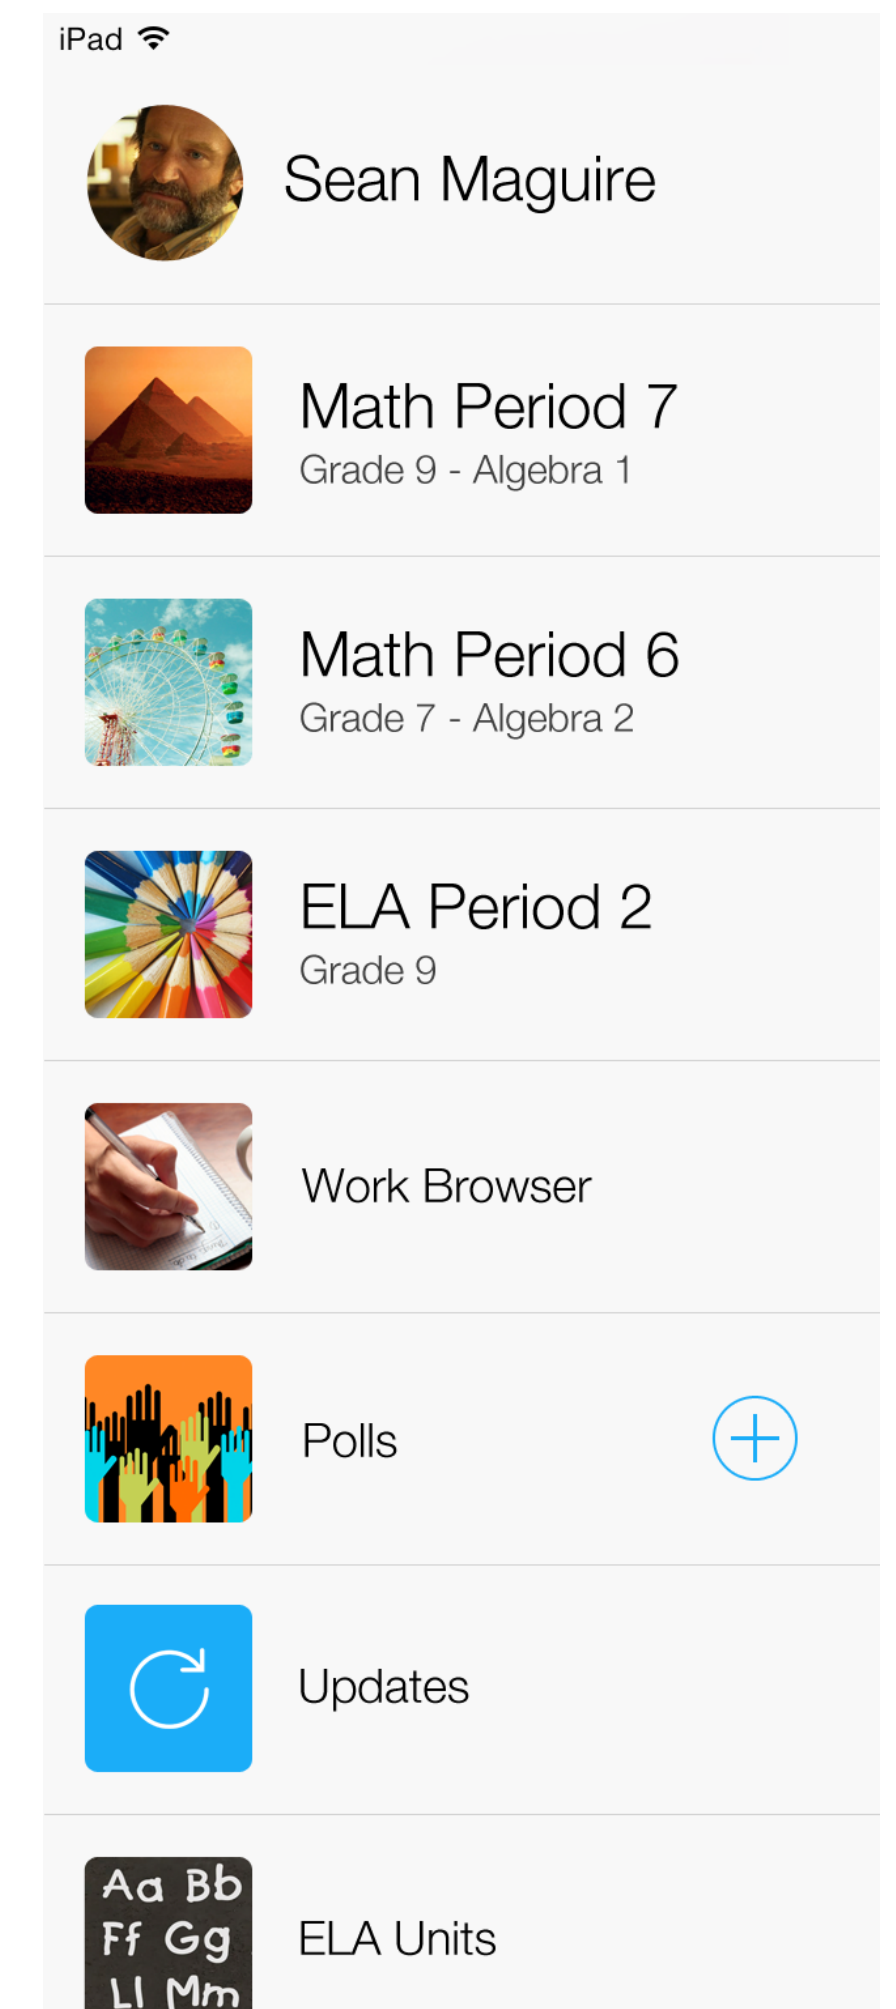 iPad
Sean Maguire
Math Period 7
Grade 9 - Algebra 1
Math Period 6
Grade 7 - Algebra 2
ELA Period 2
Grade 9
Work Browser
Polls
Updates
Aa Bb
Ff Gg
Ll Mm
ELA Units